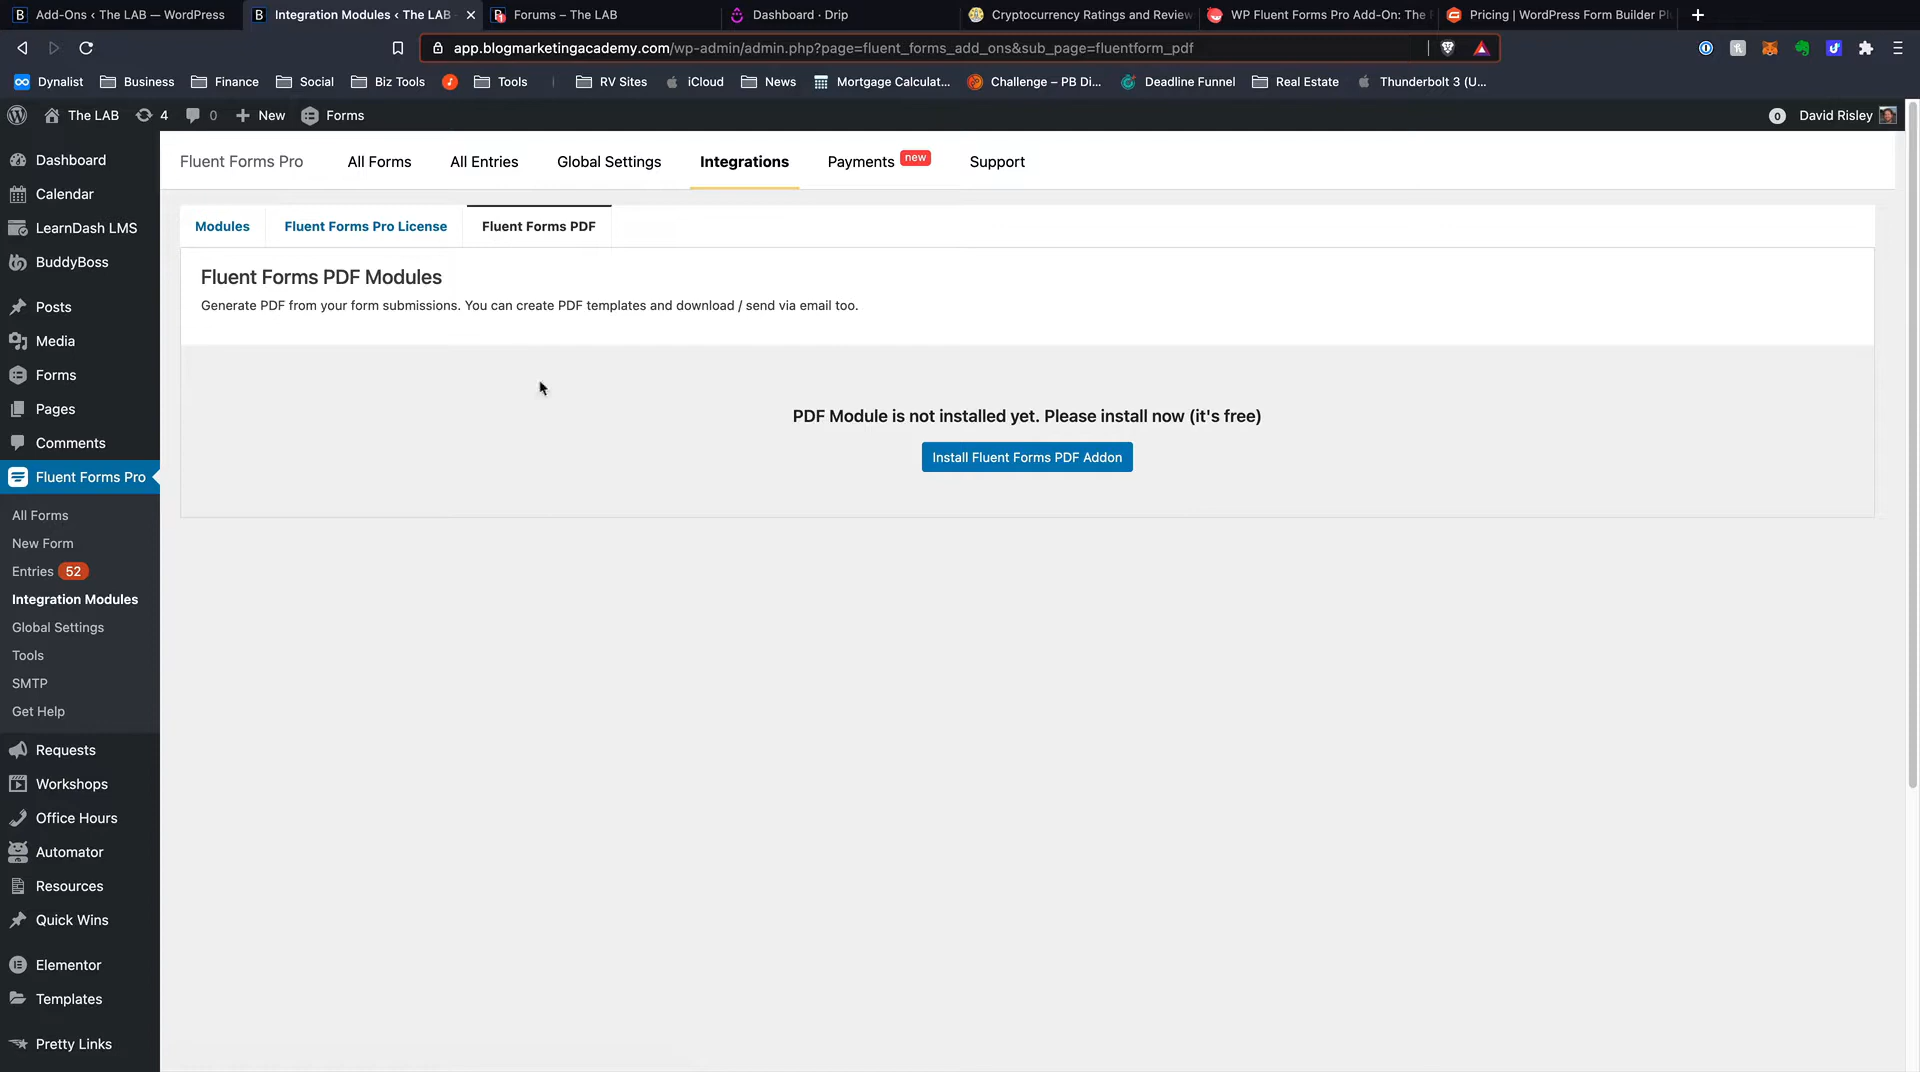 Add-Ons ‹ The LAB — WordPress
Integration Modules ‹ The LAB
Forums – The LAB
Dashboard · Drip
Cryptocurrency Ratings and Review
WP Fluent Forms Pro Add-On: The
Pricing | WordPress Form Builder
app.blogmarketingacademy.com/wp-admin/admin.php?page=fluent_forms_add_ons&sub_page=fluentform_pdf
Dynalist
Business
Finance
Social
Biz Tools
Tools
RV Sites
iCloud
News
Mortgage Calculat...
Challenge – PB Di...
Deadline Funnel
Real Estate
Thunderbolt 3 (U...
The LAB
4
0
New
Forms
0
David Risley
Dashboard
Calendar
LearnDash LMS
BuddyBoss
Posts
Media
Forms
Pages
Comments
Fluent Forms Pro
All Forms
New Form
Entries 52
Integration Modules
Global Settings
Tools
SMTP
Get Help
Requests
Workshops
Office Hours
Automator
Resources
Quick Wins
Elementor
Templates
Pretty Links
Fluent Forms Pro
All Forms
All Entries
Global Settings
Integrations
Payments new
Support
Modules
Fluent Forms Pro License
Fluent Forms PDF
Fluent Forms PDF Modules
Generate PDF from your form submissions. You can create PDF templates and download / send via email too.
PDF Module is not installed yet. Please install now (it's free)
Install Fluent Forms PDF Addon